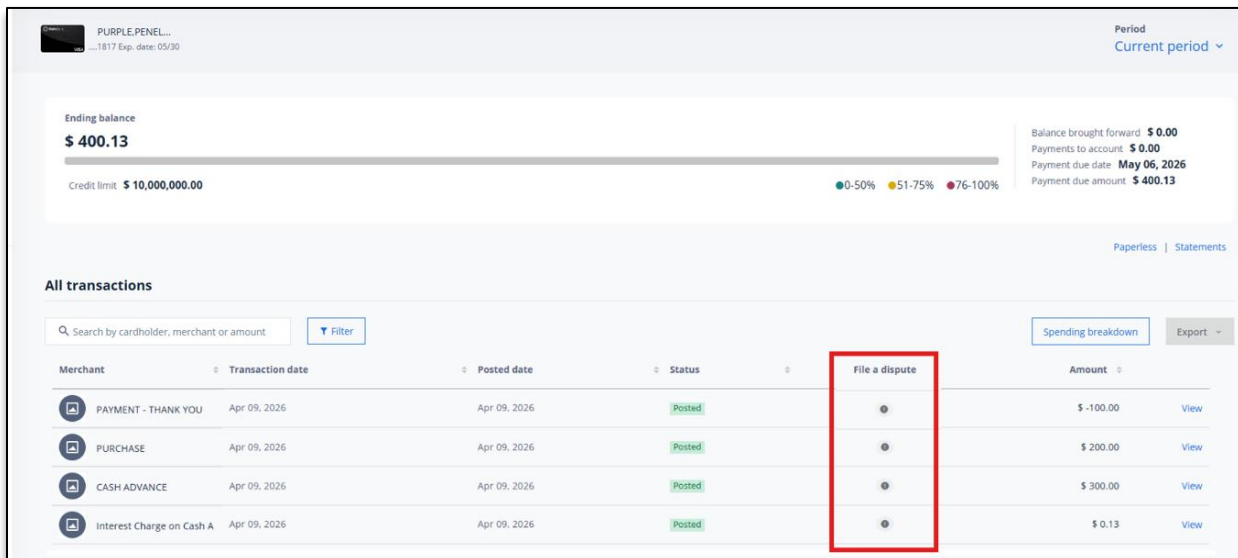 PURPLE,PENEL...
....1817 Exp. date: 05/30
VISA
Period
Current period
Ending balance
$ 400.13
Credit limit $ 10,000,000.00
0-50% 51-75% 76-100%
Balance brought forward $ 0.00
Payments to account $ 0.00
Payment due date May 06, 2026
Payment due amount $ 400.13
Paperless | Statements
All transactions
Search by cardholder, merchant or amount Filter Spending breakdown Export
Merchant Transaction date Posted date Status File a dispute Amount
PAYMENT - THANK YOU Apr 09, 2026 Apr 09, 2026 Posted $ -100.00 View
PURCHASE Apr 09, 2026 Apr 09, 2026 Posted $ 200.00 View
CASH ADVANCE Apr 09, 2026 Apr 09, 2026 Posted $ 300.00 View
Interest Charge on Cash A Apr 09, 2026 Apr 09, 2026 Posted $ 0.13 View